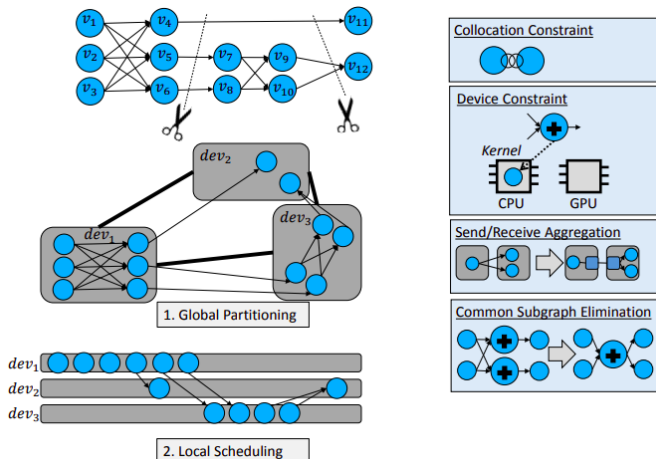 v1 v4 v11
v2 v5 v7 v9
v12
v3 v6 v8 v10
dev2
dev3
dev1
1. Global Partitioning
dev1
dev2
dev3
2. Local Scheduling
Collocation Constraint
Device Constraint
Kernel
CPU GPU
Send/Receive Aggregation
Common Subgraph Elimination